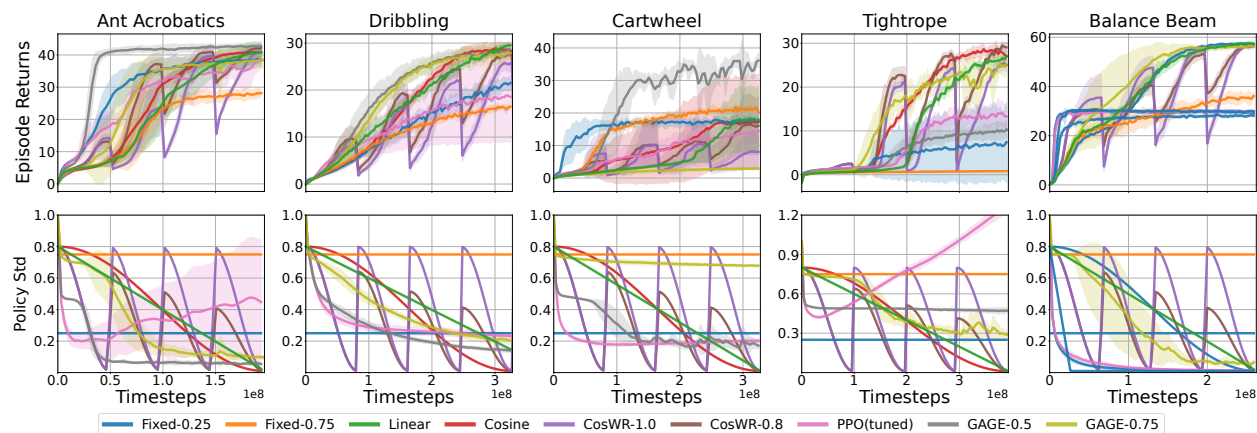 Ant Acrobatics Dribbling Cartwheel Tightrope Balance Beam
Episode Returns
40 30 40 30 60
30 20 30 20 40
20 20
10 10 10 10 20
0 0 0 0 0
Policy Std
1.0 1.0 1.0 1.2 1.0
0.8 0.8 0.8 0.9 0.8
0.6 0.6 0.6 0.6
0.4 0.4 0.4 0.6 0.4
0.2 0.2 0.2 0.3 0.2
0.0 0.5 1.0 1.5 0 1 2 3 0 1 2 3 0 1 2 3 0 1 2
1e8 1e8 1e8 1e8 1e8
Timesteps Timesteps Timesteps Timesteps Timesteps
Fixed-0.25 Fixed-0.75 Linear Cosine CosWR-1.0 CosWR-0.8 PPO(tuned) GAGE-0.5 GAGE-0.75